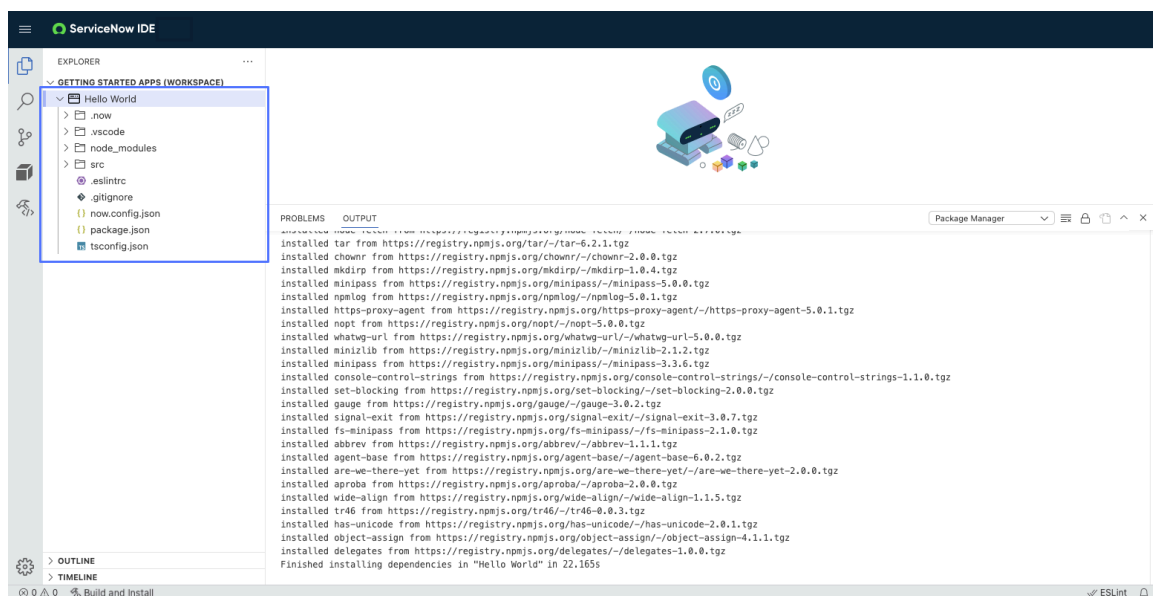 ServiceNow IDE
EXPLORER
GETTING STARTED APPS (WORKSPACE)
Hello World
.now
.vscode
node_modules
src
.eslintrc
.gitignore
now.config.json
package.json
tsconfig.json
OUTLINE
TIMELINE
zzz
PROBLEMS OUTPUT
Package Manager
installed tar from https://registry.npmjs.org/tar/-/tar-6.2.1.tgz
installed chownr from https://registry.npmjs.org/chownr/-/chownr-2.0.0.tgz
installed mkdirp from https://registry.npmjs.org/mkdirp/-/mkdirp-1.0.4.tgz
installed minipass from https://registry.npmjs.org/minipass/-/minipass-5.0.0.tgz
installed npmlog from https://registry.npmjs.org/npmlog/-/npmlog-5.0.1.tgz
installed https-proxy-agent from https://registry.npmjs.org/https-proxy-agent/-/https-proxy-agent-5.0.1.tgz
installed nopt from https://registry.npmjs.org/nopt/-/nopt-5.0.0.tgz
installed whatwg-url from https://registry.npmjs.org/whatwg-url/-/whatwg-url-5.0.0.tgz
installed minizlib from https://registry.npmjs.org/minizlib/-/minizlib-2.1.2.tgz
installed minipass from https://registry.npmjs.org/minipass/-/minipass-3.3.6.tgz
installed console-control-strings from https://registry.npmjs.org/console-control-strings/-/console-control-strings-1.1.0.tgz
installed set-blocking from https://registry.npmjs.org/set-blocking/-/set-blocking-2.0.0.tgz
installed gauge from https://registry.npmjs.org/gauge/-/gauge-3.0.2.tgz
installed signal-exit from https://registry.npmjs.org/signal-exit/-/signal-exit-3.0.7.tgz
installed fs-minipass from https://registry.npmjs.org/fs-minipass/-/fs-minipass-2.1.0.tgz
installed abbrev from https://registry.npmjs.org/abbrev/-/abbrev-1.1.1.tgz
installed agent-base from https://registry.npmjs.org/agent-base/-/agent-base-6.0.2.tgz
installed are-we-there-yet from https://registry.npmjs.org/are-we-there-yet/-/are-we-there-yet-2.0.0.tgz
installed aproba from https://registry.npmjs.org/aproba/-/aproba-2.0.0.tgz
installed wide-align from https://registry.npmjs.org/wide-align/-/wide-align-1.1.5.tgz
installed tr46 from https://registry.npmjs.org/tr46/-/tr46-0.0.3.tgz
installed has-unicode from https://registry.npmjs.org/has-unicode/-/has-unicode-2.0.1.tgz
installed object-assign from https://registry.npmjs.org/object-assign/-/object-assign-4.1.1.tgz
installed delegates from https://registry.npmjs.org/delegates/-/delegates-1.0.0.tgz
Finished installing dependencies in "Hello World" in 22.165s
0 0 Build and Install
ESLint